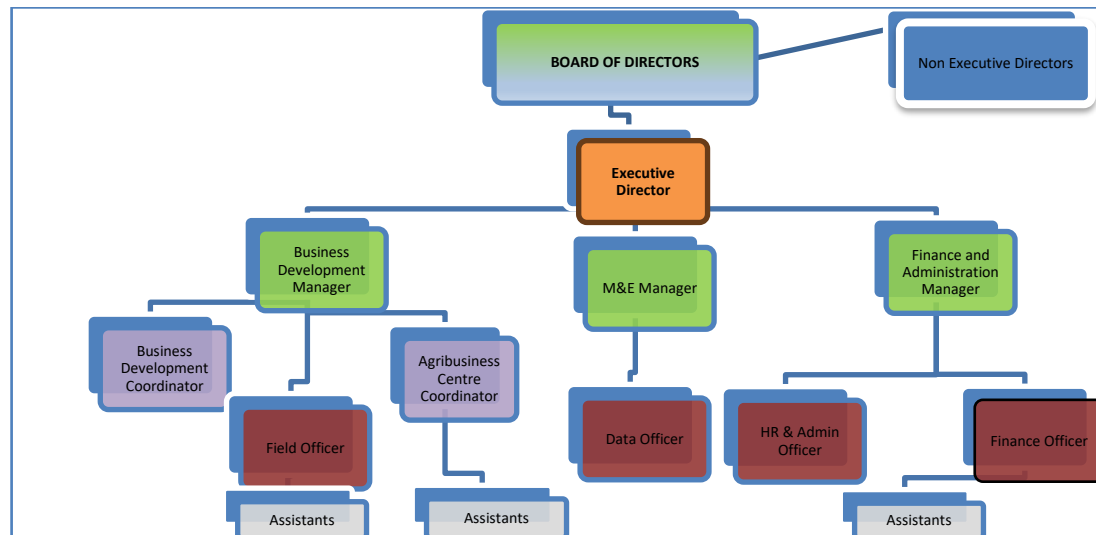 BOARD OF DIRECTORS
Non Executive Directors
Executive
Director
Business
Development
Manager
M&E Manager
Finance and
Administration
Manager
Business
Development
Coordinator
Agribusiness
Centre
Coordinator
Field Officer
Data Officer
HR & Admin
Officer
Finance Officer
Assistants
Assistants
Assistants